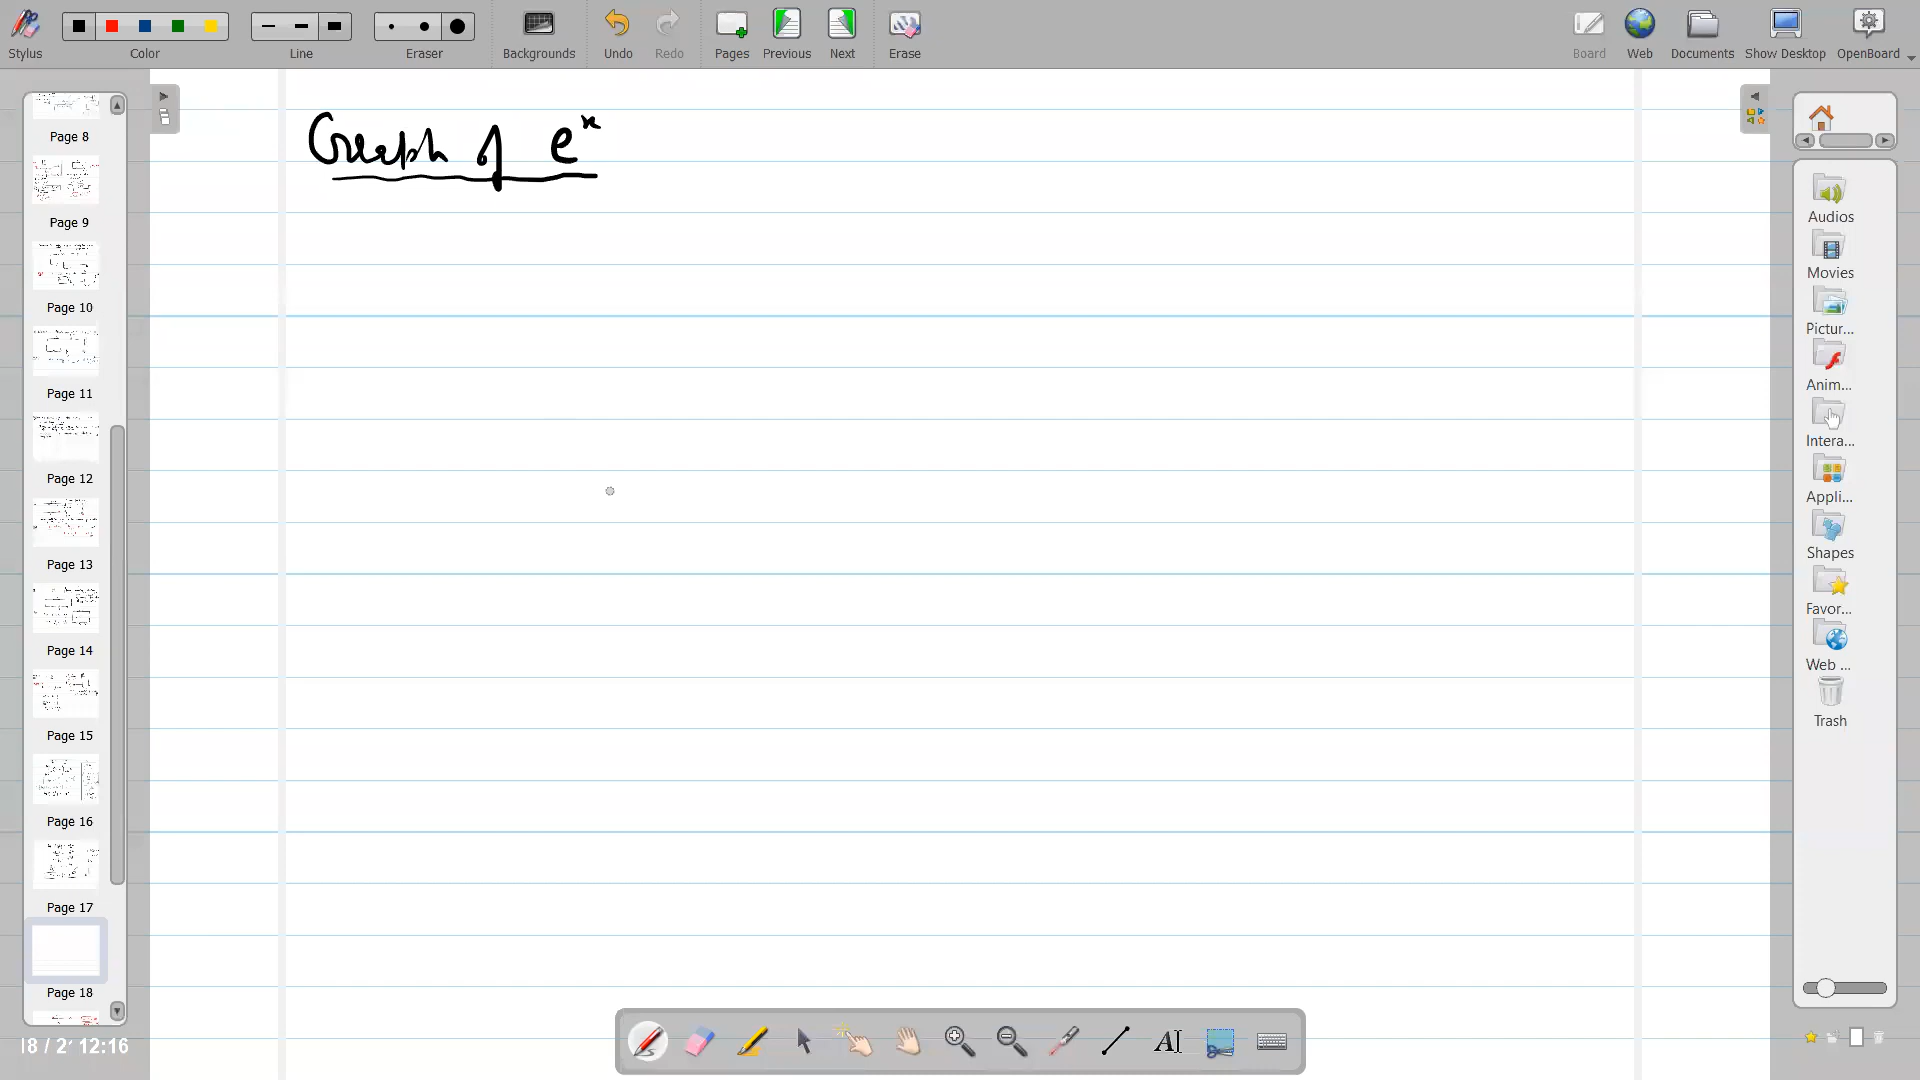 Stylus Color Line Eraser Backgrounds Undo Redo Pages Previous Next Erase Board Web Documents Show Desktop OpenBoard
Graph of e^x
Page 8
Page 9
Page 10
Page 11
Page 12
Page 13
Page 14
Page 15
Page 16
Page 17
Page 18
12:16
Audios
Movies
Pictur...
Anim...
Intera...
Appli...
Shapes
Favor...
Web ...
Trash